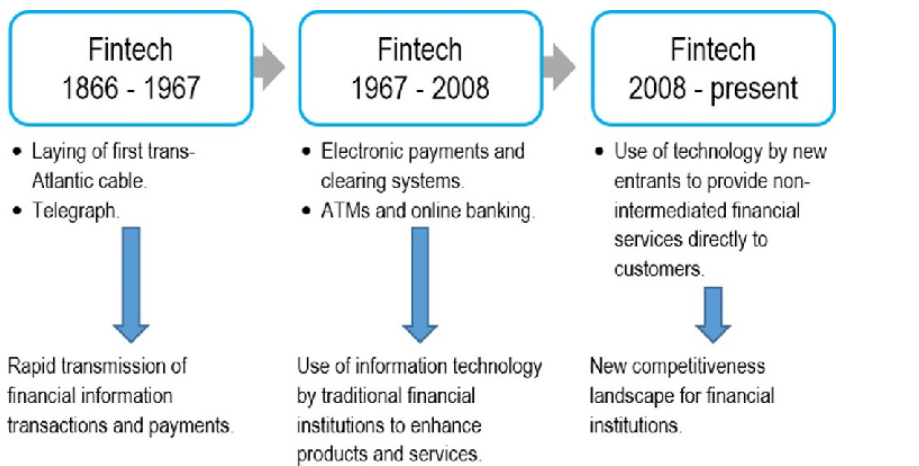 Fintech
1866 - 1967
Fintech
1967 - 2008
Fintech
2008 - present
• Laying of first trans-
Atlantic cable.
• Telegraph.
• Electronic payments and
clearing systems.
• ATMs and online banking.
• Use of technology by new
entrants to provide non-
intermediated financial
services directly to
customers.
Rapid transmission of
financial information
transactions and payments.
Use of information technology
by traditional financial
institutions to enhance
products and services.
New competitiveness
landscape for financial
institutions.